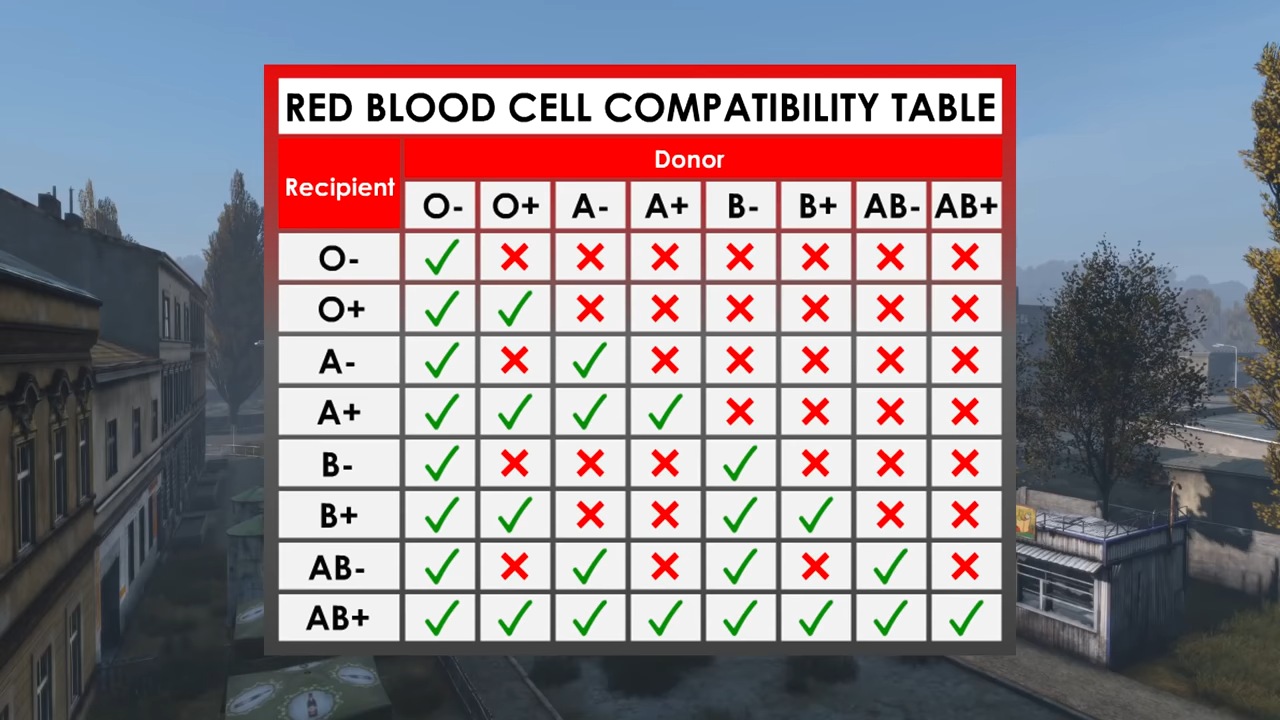 RED BLOOD CELL COMPATIBILITY TABLE
Donor
Recipient
O- O+ A- A+ B- B+ AB- AB+
O- ✓ ✗ ✗ ✗ ✗ ✗ ✗ ✗
O+ ✓ ✓ ✗ ✗ ✗ ✗ ✗ ✗
A- ✓ ✗ ✓ ✗ ✗ ✗ ✗ ✗
A+ ✓ ✓ ✓ ✓ ✗ ✗ ✗ ✗
B- ✓ ✗ ✗ ✗ ✓ ✗ ✗ ✗
B+ ✓ ✓ ✗ ✗ ✓ ✓ ✗ ✗
AB- ✓ ✗ ✓ ✗ ✓ ✗ ✓ ✗
AB+ ✓ ✓ ✓ ✓ ✓ ✓ ✓ ✓